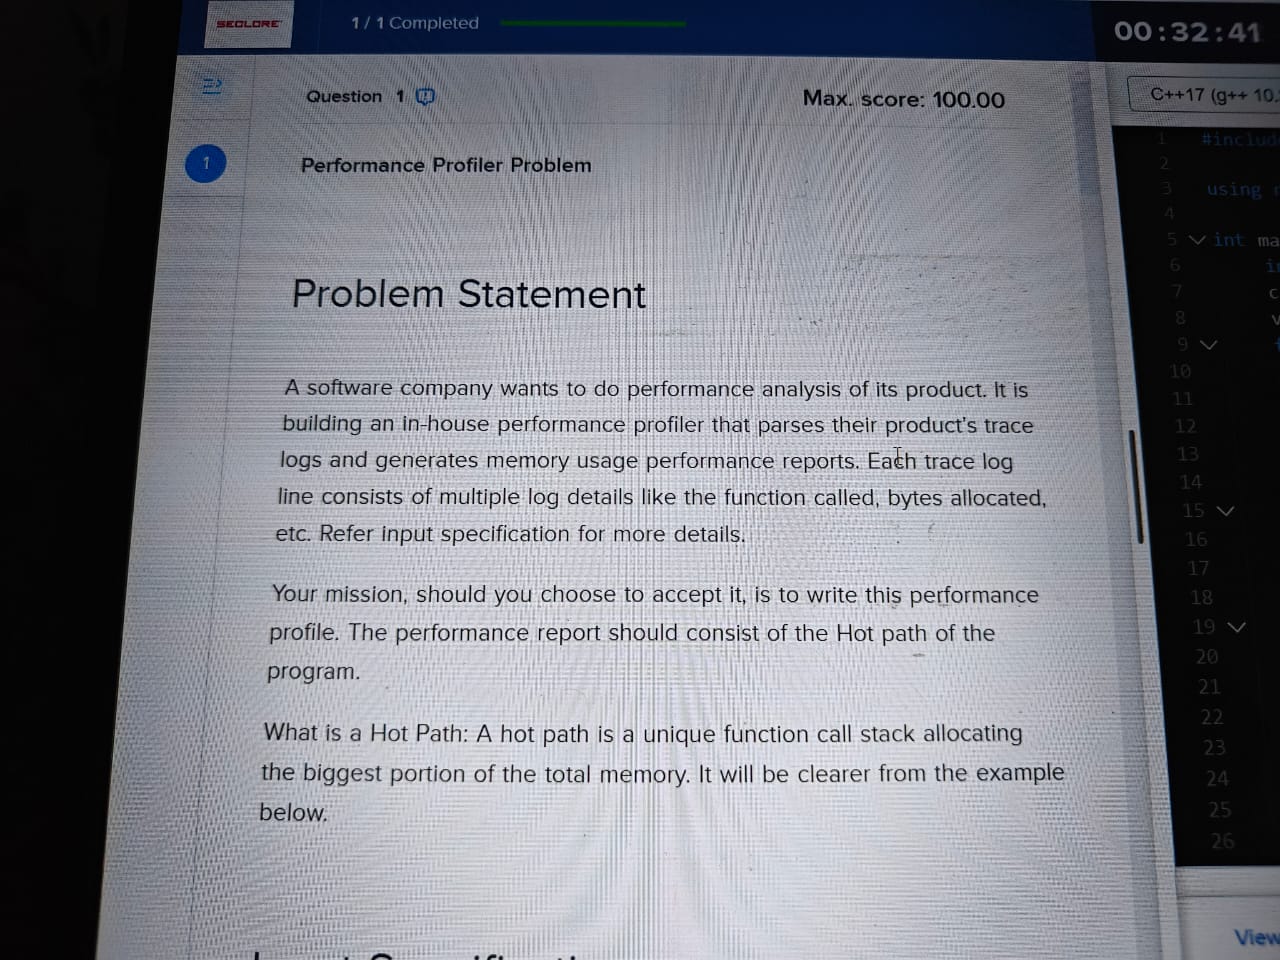 SECLORE
1 / 1 Completed
00:32:41
Question 1
Max. score: 100.00
C++17 (g++ 10.
1
Performance Profiler Problem
Problem Statement
A software company wants to do performance analysis of its product. It is
building an in-house performance profiler that parses their product's trace
logs and generates memory usage performance reports. Each trace log
line consists of multiple log details like the function called, bytes allocated,
etc. Refer input specification for more details.
Your mission, should you choose to accept it, is to write this performance
profile. The performance report should consist of the Hot path of the
program.
What is a Hot Path: A hot path is a unique function call stack allocating
the biggest portion of the total memory. It will be clearer from the example
below.
1 #includ
2
3 using
4
5 int ma
6 in
7 c
8 v
9
10
11
12
13
14
15
16
17
18
19
20
21
22
23
24
25
26
View